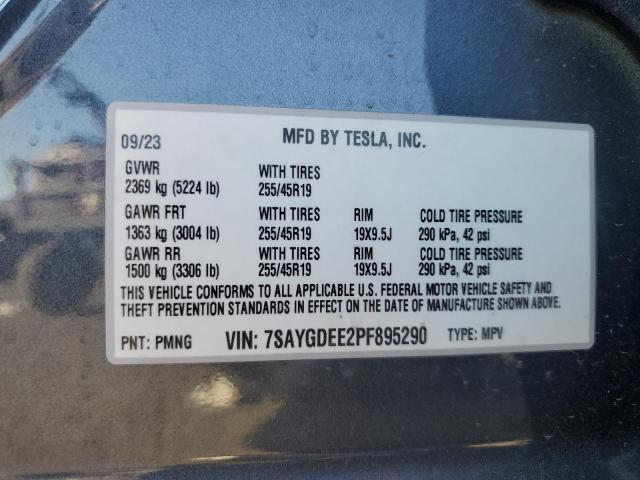 09/23 MFD BY TESLA, INC.
GVWR WITH TIRES
2369 kg (5224 lb) 255/45R19
GAWR FRT WITH TIRES RIM COLD TIRE PRESSURE
1363 kg (3004 lb) 255/45R19 19X9.5J 290 kPa, 42 psi
GAWR RR WITH TIRES RIM COLD TIRE PRESSURE
1500 kg (3306 lb) 255/45R19 19X9.5J 290 kPa, 42 psi
THIS VEHICLE CONFORMS TO ALL APPLICABLE U.S. FEDERAL MOTOR VEHICLE SAFETY AND
THEFT PREVENTION STANDARDS IN EFFECT ON THE DATE OF MANUFACTURE SHOWN ABOVE.
PNT: PMNG VIN: 7SAYGDEE2PF895290 TYPE: MPV